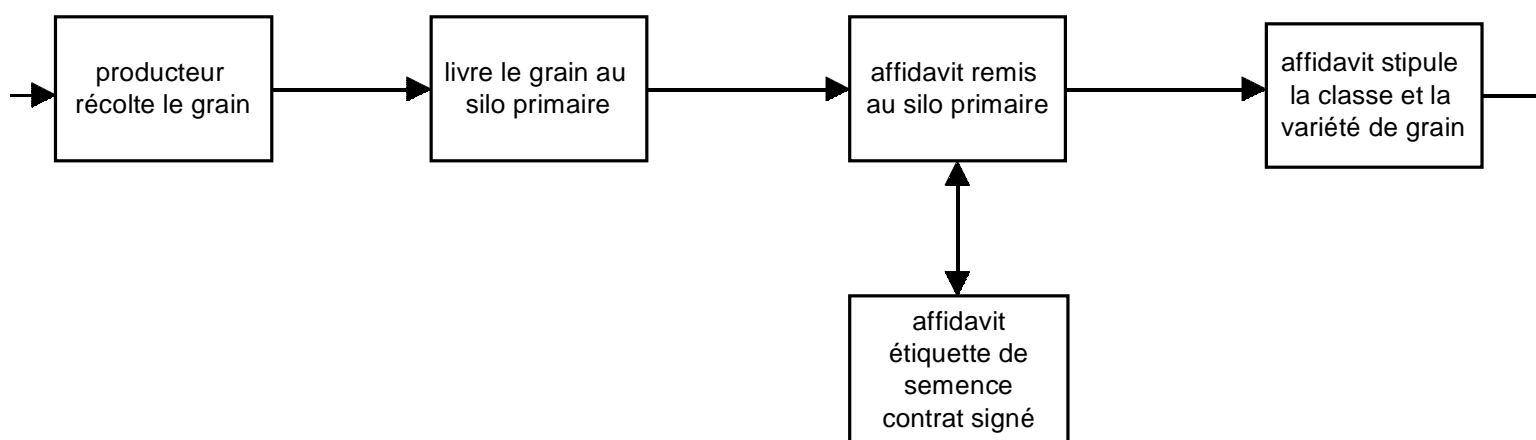 producteur
récolte le grain
livre le grain au
silo primaire
affidavit remis
au silo primaire
affidavit stipule
la classe et la
variété de grain
affidavit
étiquette de
semence
contrat signé